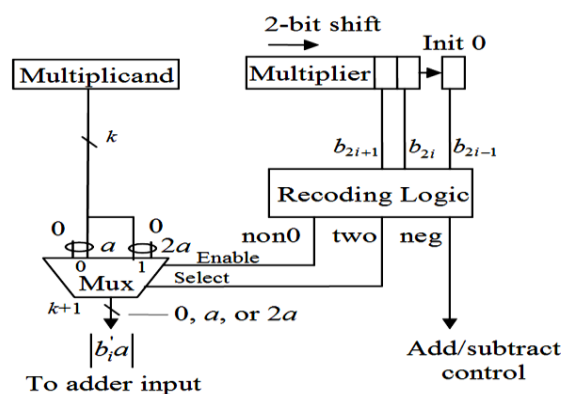 2-bit shift
Init 0
Multiplicand
Multiplier
k
b2i+1
b2i
b2i–1
Recoding Logic
0
a
0
2a
non0
two
neg
Enable
0
1
Select
Mux
k+1
0, a, or 2a
|b'i a|
To adder input
Add/subtract
control